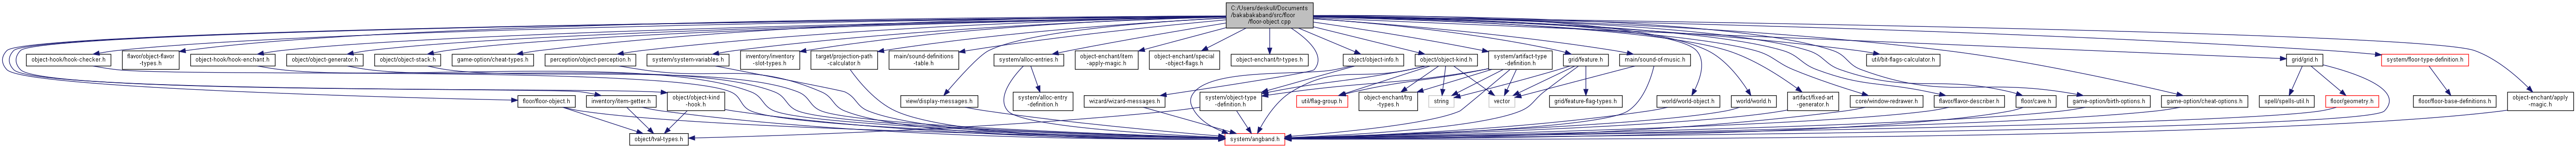 C:/Users/deskull/Documents
/bakabakaband/src/floor
/floor-object.cpp
object-hook/hook-checker.h
flavor/object-flavor
-types.h
object-hook/hook-enchant.h
object/object-generator.h
object/object-stack.h
game-option/cheat-types.h
perception/object-perception.h
system/system-variables.h
inventory/inventory
-slot-types.h
target/projection-path
-calculator.h
main/sound-definitions
-table.h
system/alloc-entries.h
object-enchant/item
-apply-magic.h
object-enchant/special
-object-flags.h
object-enchant/tr-types.h
object/object-info.h
object/object-kind.h
system/artifact-type
-definition.h
grid/feature.h
main/sound-of-music.h
util/bit-flags-calculator.h
grid/grid.h
system/floor-type-definition.h
floor/floor-object.h
inventory/item-getter.h
object/object-kind
-hook.h
view/display-messages.h
system/alloc-entry
-definition.h
wizard/wizard-messages.h
system/object-type
-definition.h
util/flag-group.h
object-enchant/trg
-types.h
string
vector
grid/feature-flag-types.h
world/world-object.h
world/world.h
artifact/fixed-art
-generator.h
core/window-redrawer.h
flavor/flavor-describer.h
floor/cave.h
game-option/birth-options.h
game-option/cheat-options.h
spell/spells-util.h
floor/geometry.h
floor/floor-base-definitions.h
object-enchant/apply
-magic.h
object/tval-types.h
system/angband.h